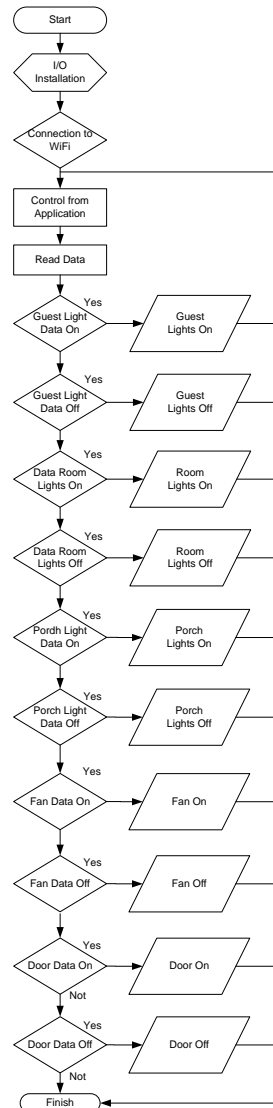 Start
I/O
Installation
Connection to
WiFi
Control from
Application
Read Data
Yes
Guest Light
Data On
Guest
Lights On
Yes
Guest Light
Data Off
Guest
Lights Off
Yes
Data Room
Lights On
Room
Lights On
Yes
Data Room
Lights Off
Room
Lights Off
Yes
Pordh Light
Data On
Porch
Lights On
Yes
Porch Light
Data Off
Porch
Lights Off
Yes
Fan Data On
Fan On
Yes
Fan Data Off
Fan Off
Yes
Door Data On
Door On
Not
Yes
Door Data Off
Door Off
Not
Finish